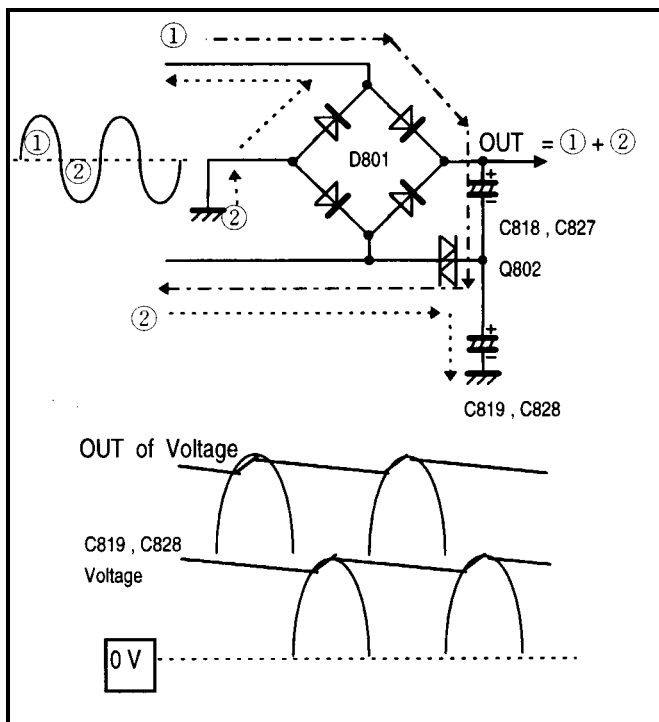 ①
①
②
D801
OUT = ① + ②
+
−
②
C818 , C827
Q802
②
+
−
C819 , C828
OUT of Voltage
C819 , C828
Voltage
0 V